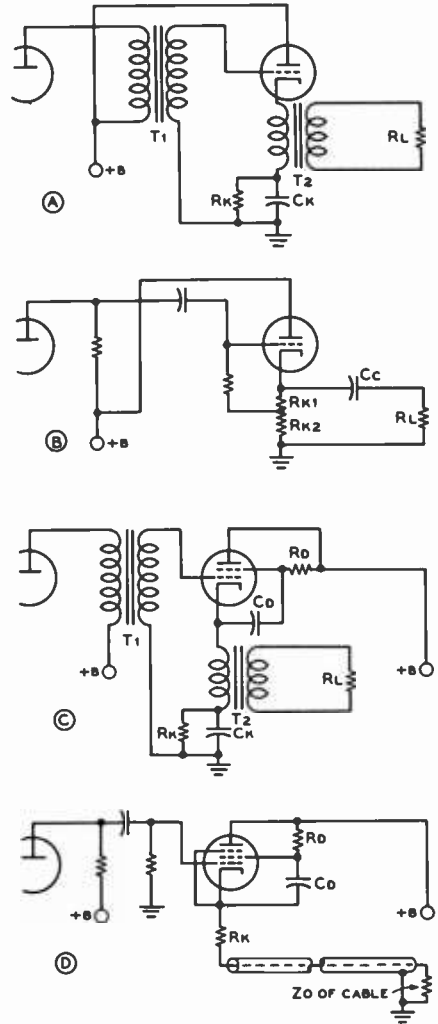 T1
+B
RL
T2
RK
CK
A
B
+B
CC
RK1
RK2
RL
RD
CD
T1
+B
+B
RL
T2
RK
CK
C
RD
CD
+B
+B
RK
D
ZO OF CABLE